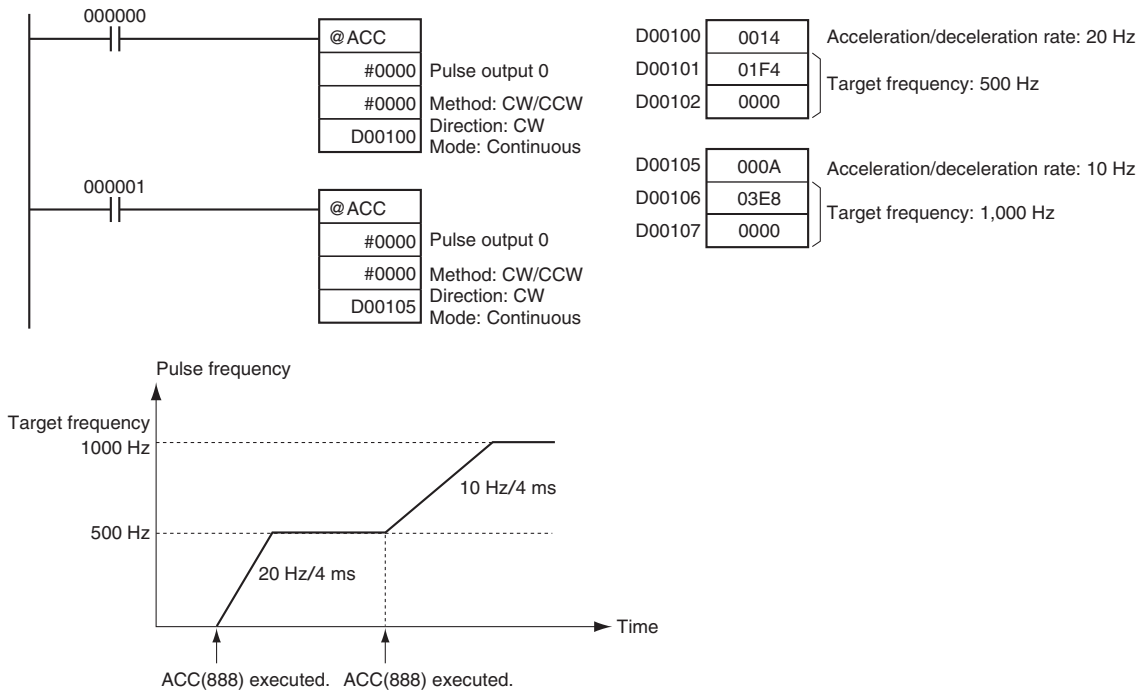 000000
@ACC
#0000 Pulse output 0
#0000 Method: CW/CCW
Direction: CW
D00100
Mode: Continuous
000001
@ACC
#0000 Pulse output 0
#0000 Method: CW/CCW
Direction: CW
D00105
Mode: Continuous
D00100 0014 Acceleration/deceleration rate: 20 Hz
D00101 01F4
Target frequency: 500 Hz
D00102 0000
D00105 000A Acceleration/deceleration rate: 10 Hz
D00106 03E8
Target frequency: 1,000 Hz
D00107 0000
Pulse frequency
Target frequency
1000 Hz
10 Hz/4 ms
500 Hz
20 Hz/4 ms
Time
ACC(888) executed. ACC(888) executed.